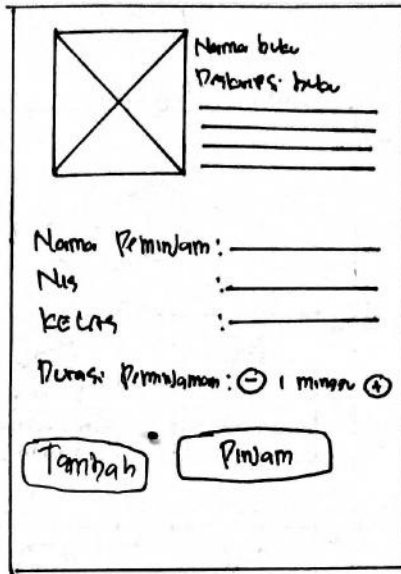 Nama buku
Deskripsi buku
Nama Peminjam :
NIS :
KELAS :
Durasi Peminjaman : - 1 minggu +
Tambah
Pinjam